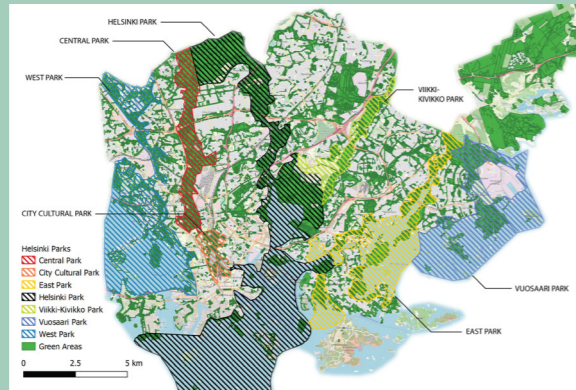 HELSINKI PARK
CENTRAL PARK
WEST PARK
VIIKKI-
KIVIKKO PARK
CITY CULTURAL PARK
Helsinki Parks
Central Park
City Cultural Park
East Park
Helsinki Park
Viikki-Kivikko Park
Vuosaari Park
West Park
Green Areas
VUOSAARI PARK
EAST PARK
0 2.5 5 km